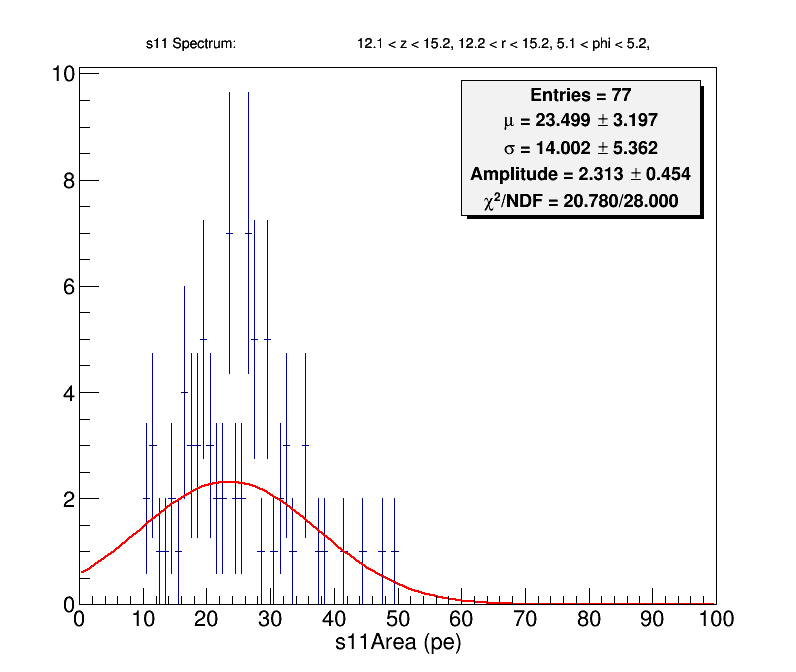 s11 Spectrum: 12.1 < z < 15.2, 12.2 < r < 15.2, 5.1 < phi < 5.2,
Entries = 77
μ = 23.499 ± 3.197
σ = 14.002 ± 5.362
Amplitude = 2.313 ± 0.454
χ²/NDF = 20.780/28.000
10
8
6
4
2
0
0 10 20 30 40 50 60 70 80 90 100
s11Area (pe)